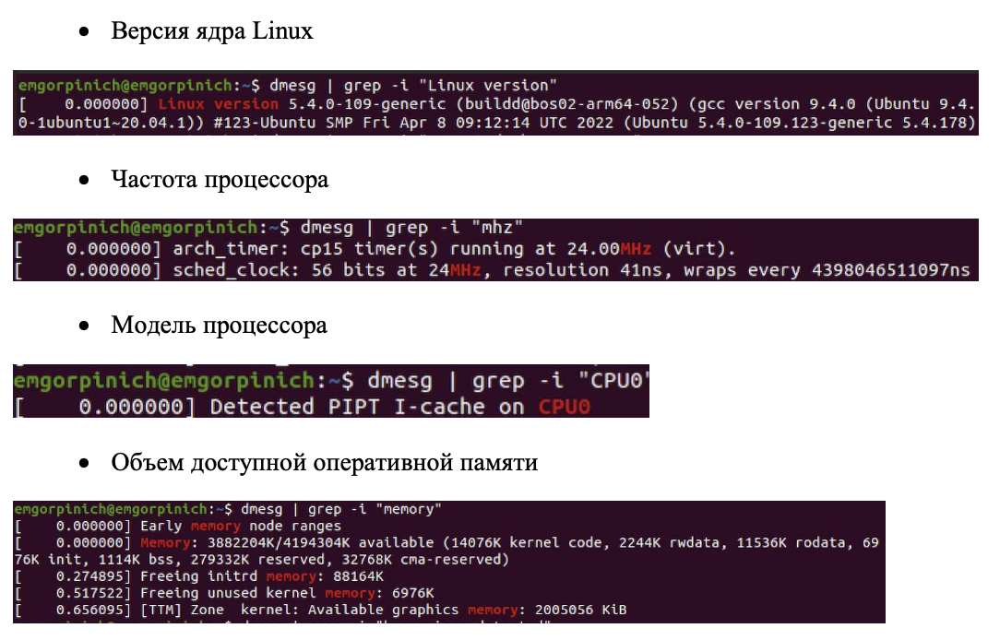 • Версия ядра Linux
emgorpinich@emgorpinich:~$ dmesg | grep -i "Linux version"
[    0.000000] Linux version 5.4.0-109-generic (buildd@bos02-arm64-052) (gcc version 9.4.0 (Ubuntu 9.4.
0-1ubuntu1~20.04.1)) #123-Ubuntu SMP Fri Apr 8 09:12:14 UTC 2022 (Ubuntu 5.4.0-109.123-generic 5.4.178)
• Частота процессора
emgorpinich@emgorpinich:~$ dmesg | grep -i "mhz"
[    0.000000] arch_timer: cp15 timer(s) running at 24.00MHz (virt).
[    0.000000] sched_clock: 56 bits at 24MHz, resolution 41ns, wraps every 4398046511097ns
• Модель процессора
emgorpinich@emgorpinich:~$ dmesg | grep -i "CPU0"
[    0.000000] Detected PIPT I-cache on CPU0
• Объем доступной оперативной памяти
emgorpinich@emgorpinich:~$ dmesg | grep -i "memory"
[    0.000000] Early memory node ranges
[    0.000000] Memory: 3882204K/4194304K available (14076K kernel code, 2244K rwdata, 11536K rodata, 69
76K init, 1114K bss, 279332K reserved, 32768K cma-reserved)
[    0.274895] Freeing initrd memory: 88164K
[    0.517522] Freeing unused kernel memory: 6976K
[    0.656095] [TTM] Zone  kernel: Available graphics memory: 2005056 KiB